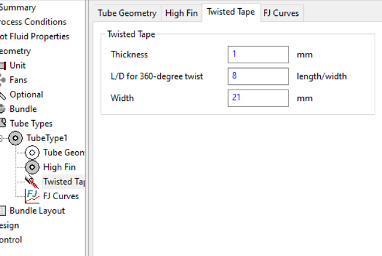 Summary
Process Conditions
ot Fluid Properties
eometry
Unit
Fans
Optional
Bundle
Tube Types
TubeType1
Tube Geon
High Fin
Twisted Tap
FJ Curves
Bundle Layout
esign
ontrol
Tube Geometry High Fin Twisted Tape FJ Curves
Twisted Tape
Thickness 1 mm
L/D for 360-degree twist 8 length/width
Width 21 mm